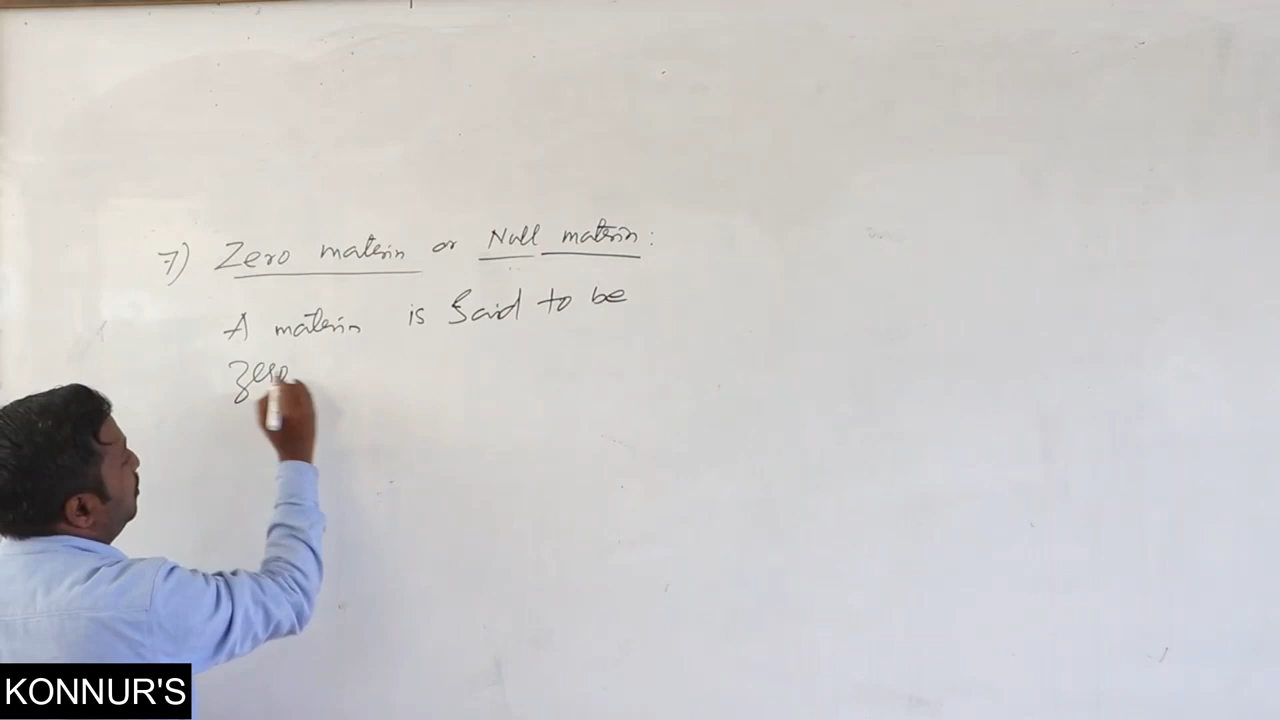 7) Zero matrix or Null matrix:
A matrix is Said to be
Zero
KONNUR'S